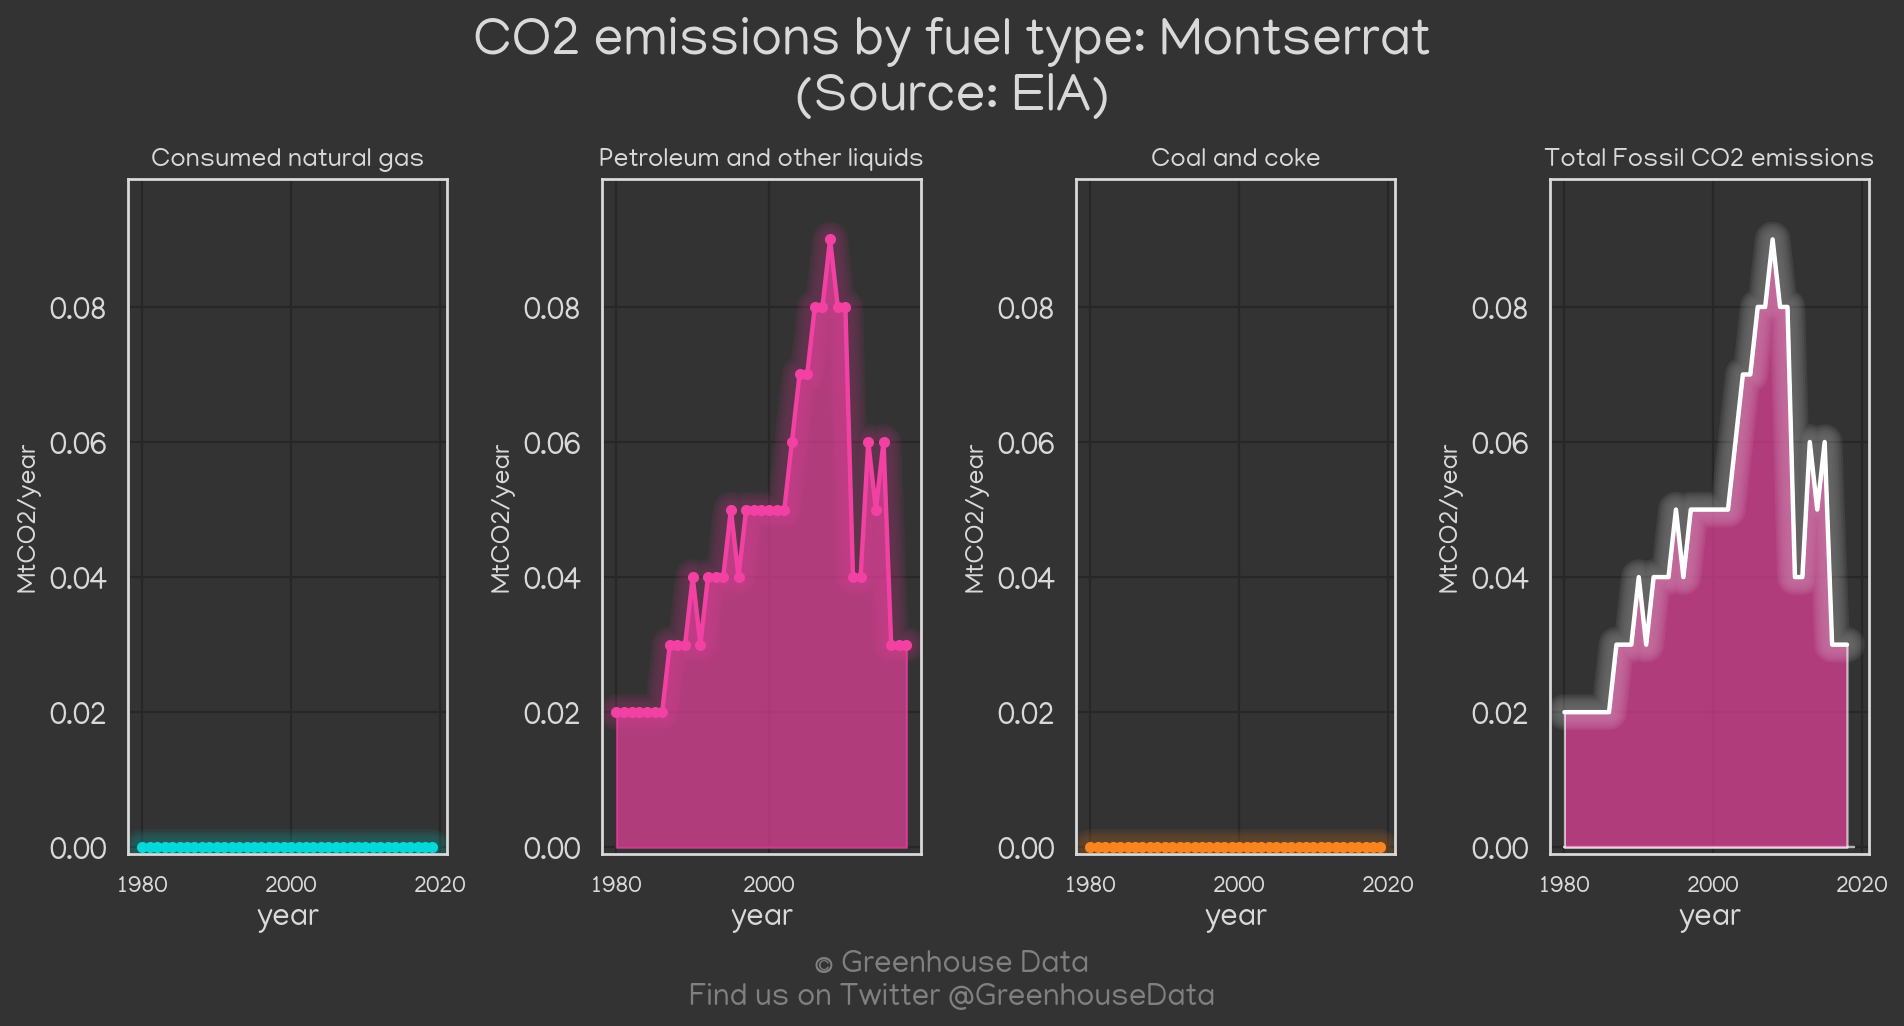 CO2 emissions by fuel type: Montserrat
(Source: EIA)
Consumed natural gas
MtCO2/year
0.08
0.06
0.04
0.02
0.00
1980 2000 2020
year
Petroleum and other liquids
MtCO2/year
0.08
0.06
0.04
0.02
0.00
1980 2000
year
Coal and coke
MtCO2/year
0.08
0.06
0.04
0.02
0.00
1980 2000 2020
year
Total Fossil CO2 emissions
MtCO2/year
0.08
0.06
0.04
0.02
0.00
1980 2000 2020
year
© Greenhouse Data
Find us on Twitter @GreenhouseData